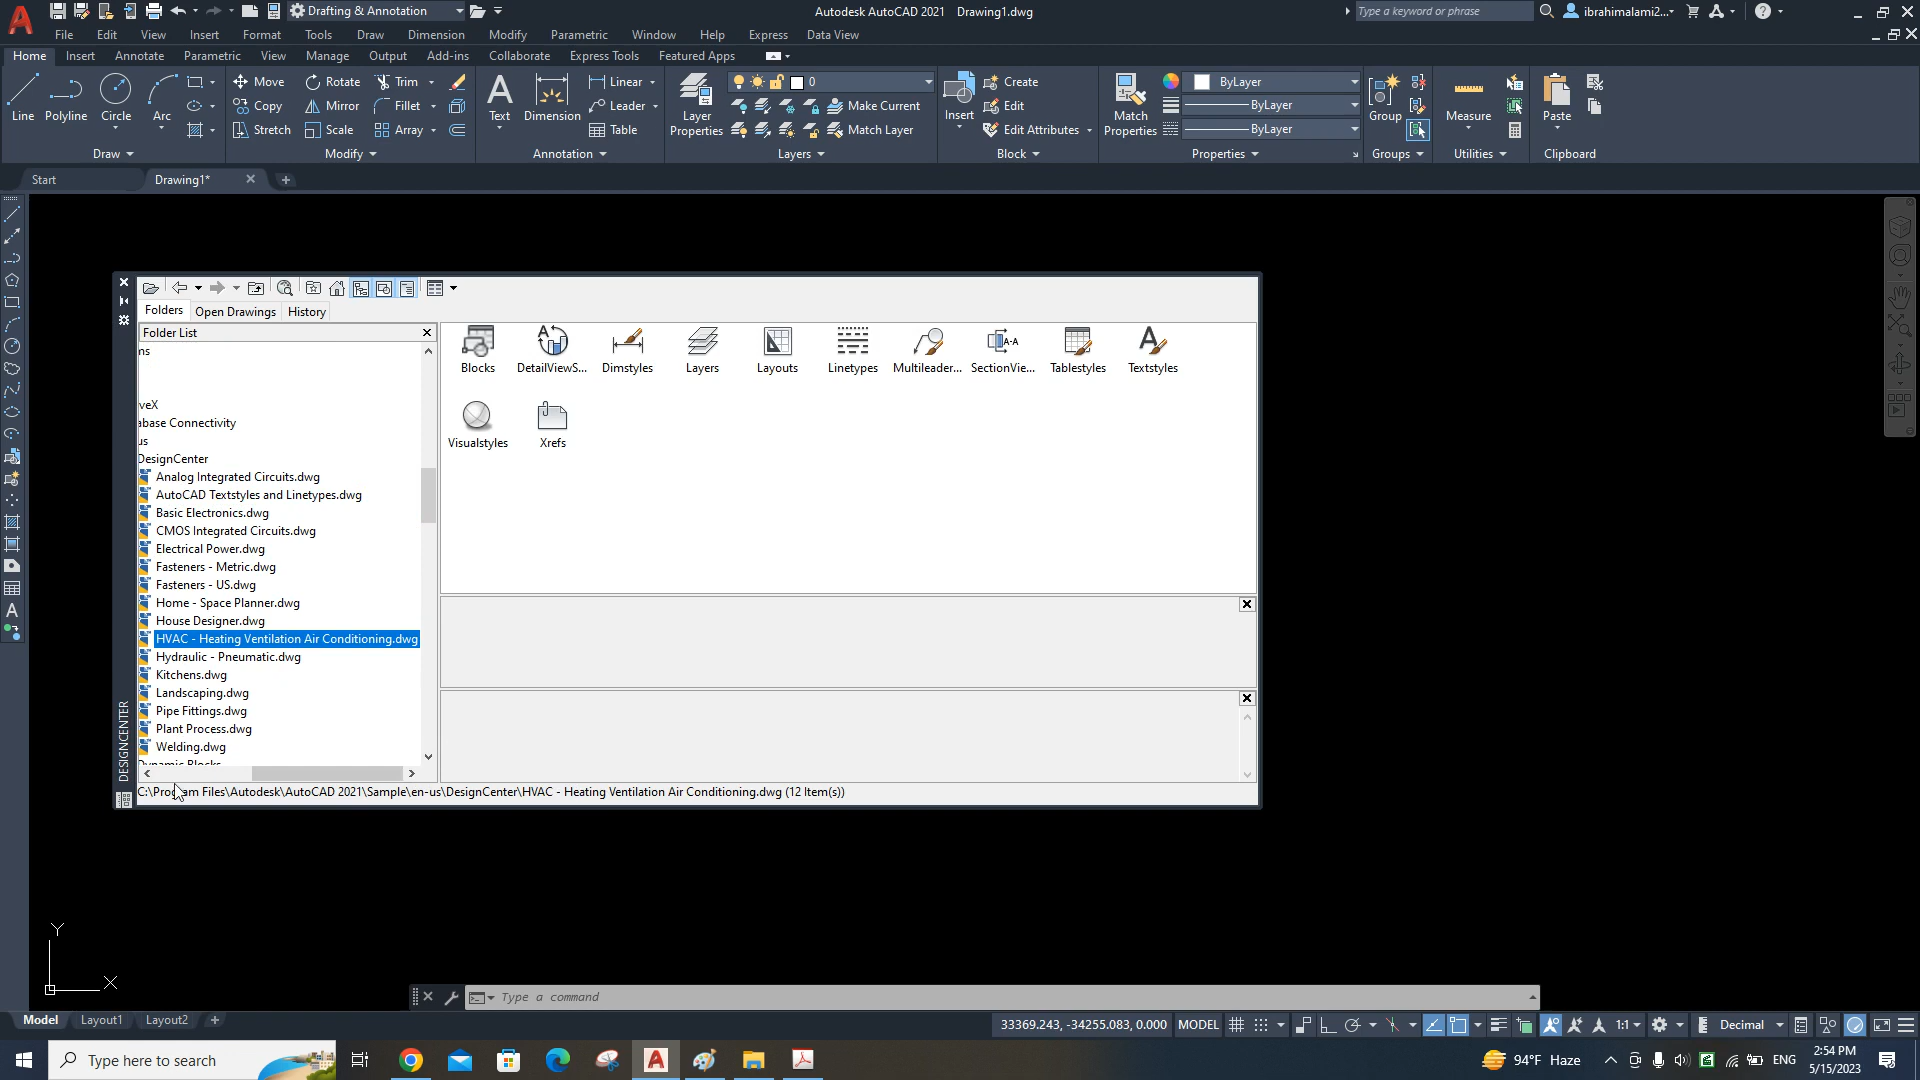 Drafting & Annotation
Autodesk AutoCAD 2021 Drawing1.dwg
Type a keyword or phrase
ibrahimalami2...
File Edit View Insert Format Tools Draw Dimension Modify Parametric Window Help Express Data View
Home Insert Annotate Parametric View Manage Output Add-ins Collaborate Express Tools Featured Apps
Line Polyline Circle Arc
Move Rotate Trim
Copy Mirror Fillet
Stretch Scale Array
Text Dimension
Linear
Leader
Table
Layer Properties
0
Make Current
Match Layer
Insert
Create
Edit
Edit Attributes
Match Properties
ByLayer
ByLayer
ByLayer
Group Measure Paste
Draw Modify Annotation Layers Block Properties Groups Utilities Clipboard
Start Drawing1*
Folders Open Drawings History
Folder List
ns
veX
abase Connectivity
us
DesignCenter
Analog Integrated Circuits.dwg
AutoCAD Textstyles and Linetypes.dwg
Basic Electronics.dwg
CMOS Integrated Circuits.dwg
Electrical Power.dwg
Fasteners - Metric.dwg
Fasteners - US.dwg
Home - Space Planner.dwg
House Designer.dwg
HVAC - Heating Ventilation Air Conditioning.dwg
Hydraulic - Pneumatic.dwg
Kitchens.dwg
Landscaping.dwg
Pipe Fittings.dwg
Plant Process.dwg
Welding.dwg
Dynamic Blocks
Blocks DetailViewS... Dimstyles Layers Layouts Linetypes Multileader... SectionVie... Tablestyles Textstyles
Visualstyles Xrefs
DESIGNCENTER
C:\Program Files\Autodesk\AutoCAD 2021\Sample\en-us\DesignCenter\HVAC - Heating Ventilation Air Conditioning.dwg (12 Item(s))
Y
X
Type a command
Model Layout1 Layout2
33369.243, -34255.083, 0.000 MODEL
1:1
Decimal
Type here to search
94°F Haze
ENG
2:54 PM
5/15/2023